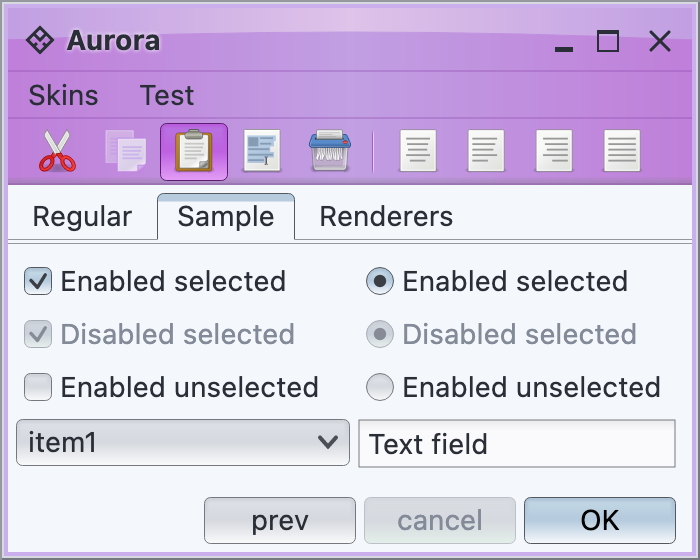 Aurora
Skins Test
Regular Sample Renderers
Enabled selected Enabled selected
Disabled selected Disabled selected
Enabled unselected Enabled unselected
item1 Text field
prev cancel OK